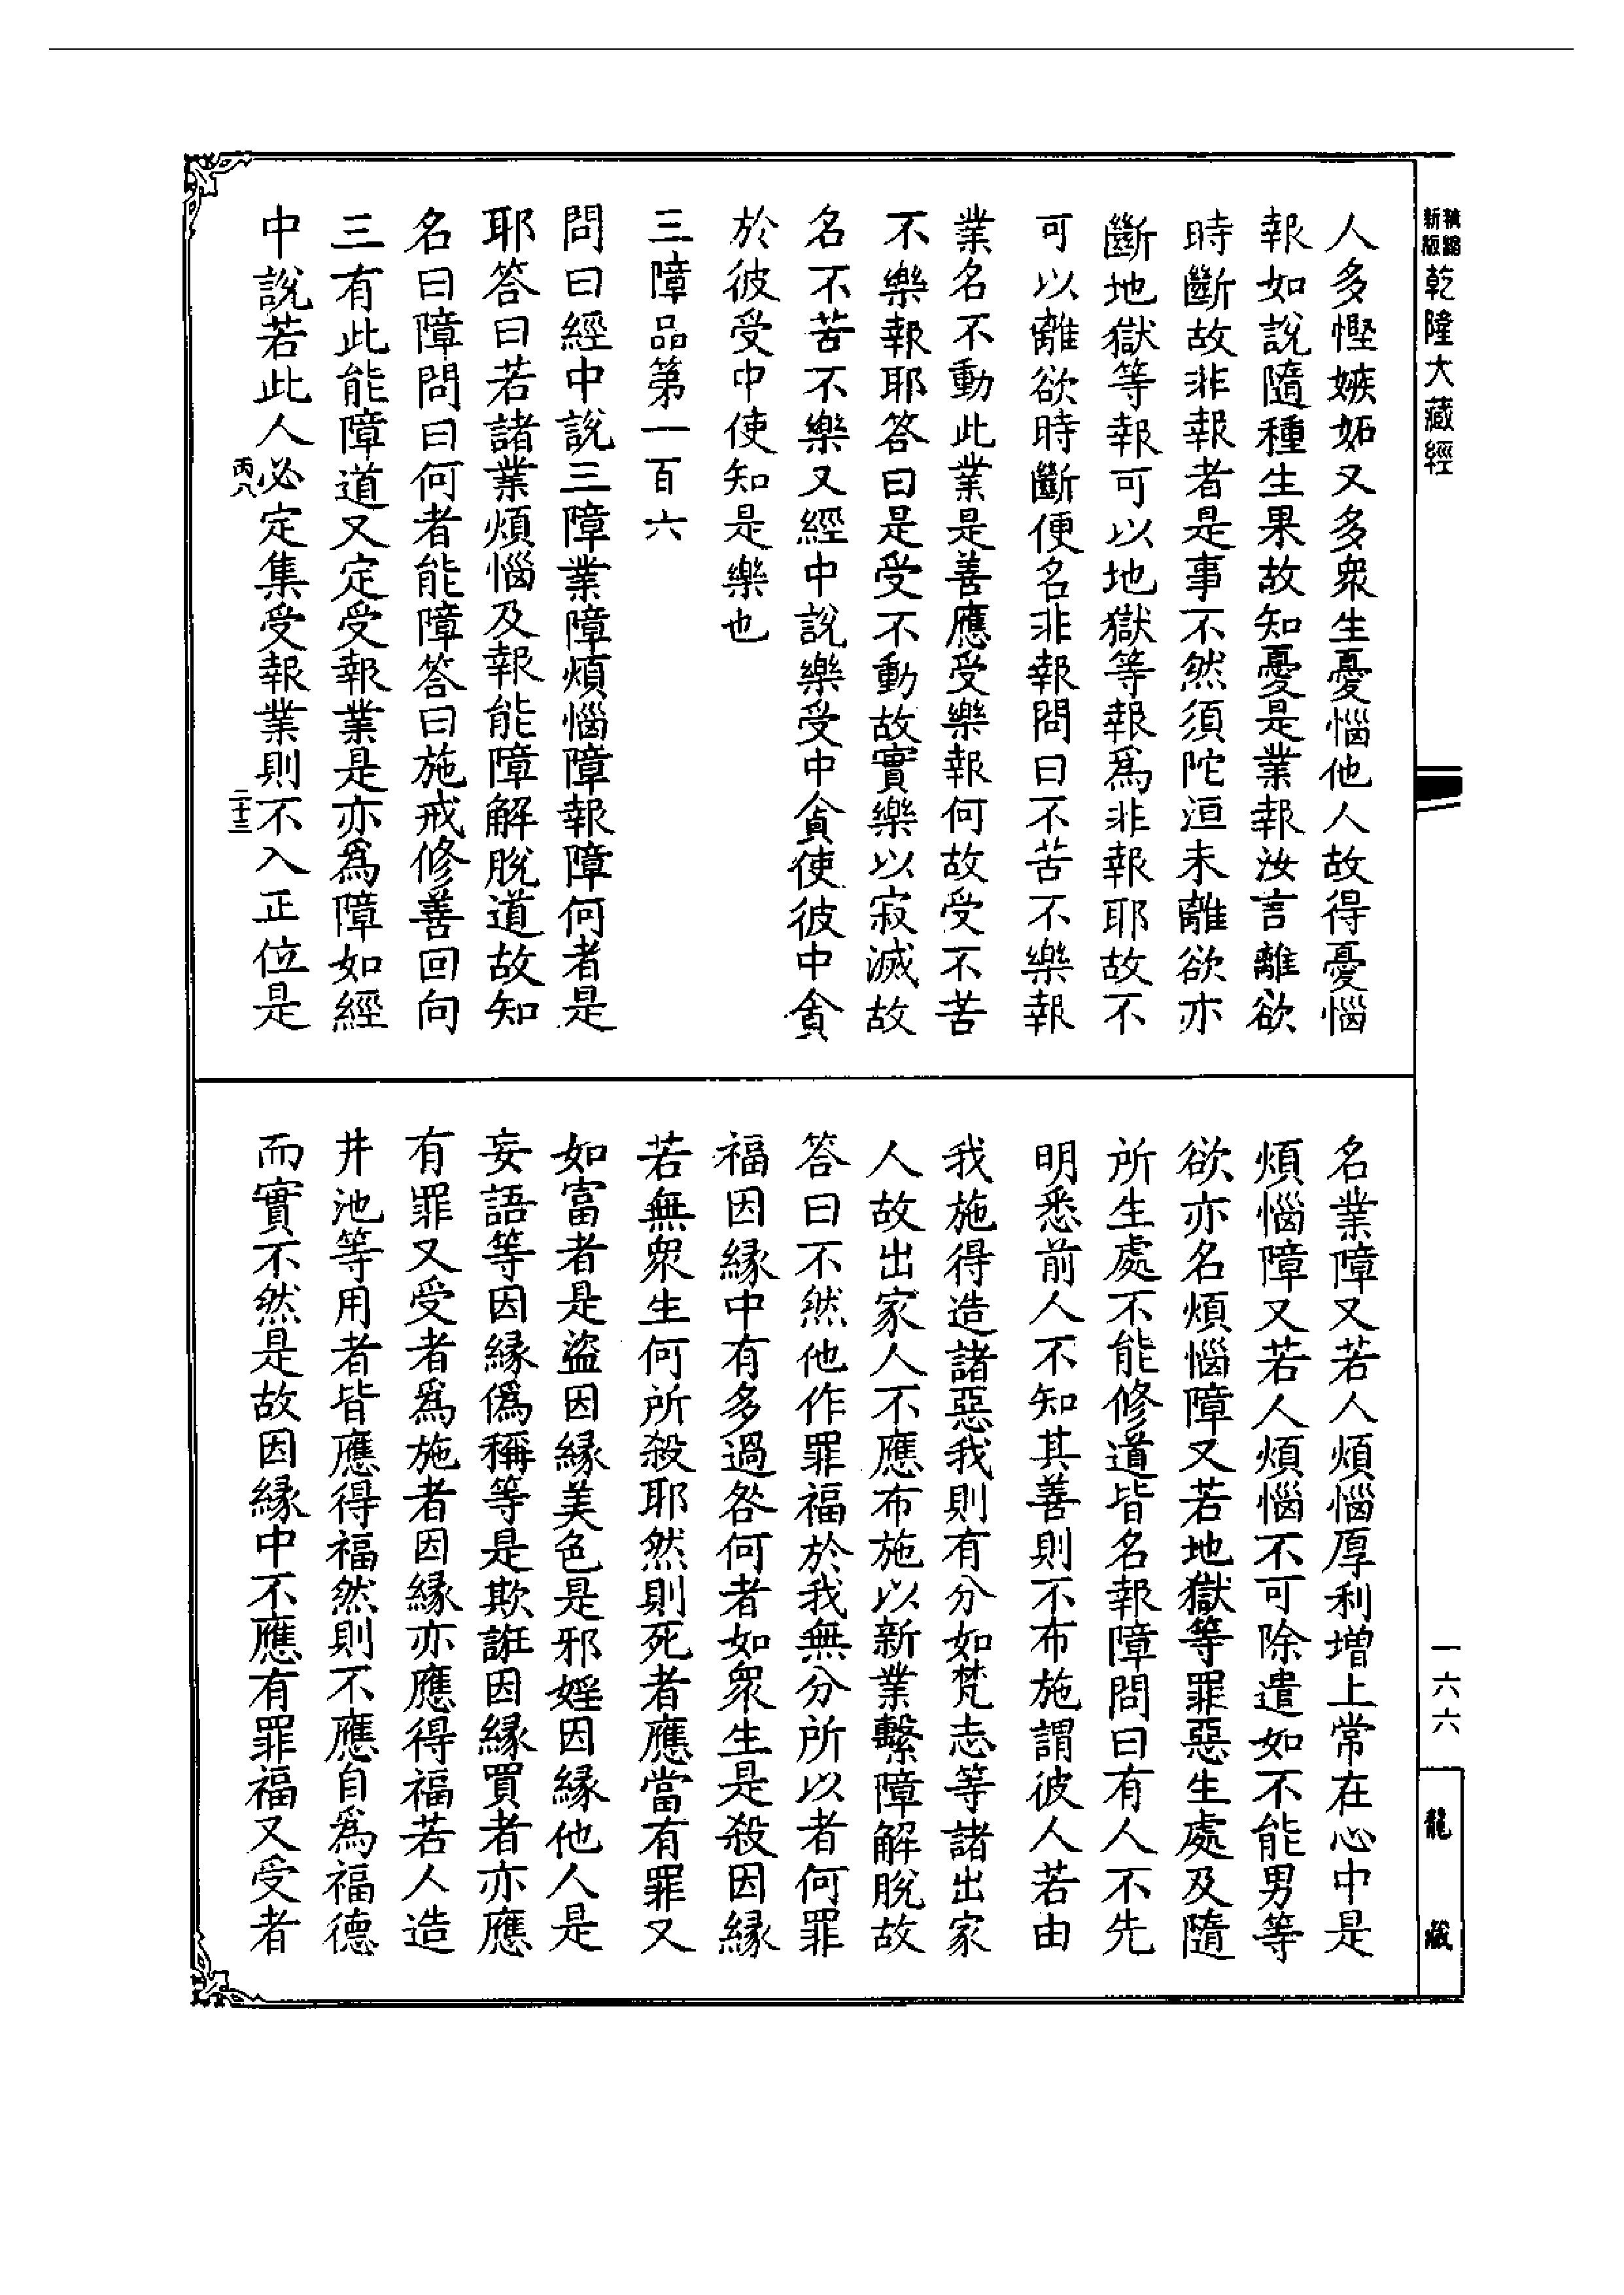 新版
縮
乾隆大藏經
人多慳嫉妬又多衆生憂惱他人故得憂惱
報如說隨種生果故知憂是業報汝言離欲
時斷故非報者是事不然須陀洹未離欲亦
斷地獄等報可以地獄等報爲非報耶故不
可以離欲時斷便名非報問曰不苦不樂報
業名不動此業是善應受樂報何故受不苦
不樂報耶答曰是受不動故實樂以寂滅故
名不苦不樂又經中說樂受中貪使彼中貪
於彼受中使知是樂也
三障品第一百六
問曰經中說三障業障煩惱障報障何者是
耶答曰若諸業煩惱及報能障解脫道故知
名曰障問曰何者能障答曰施戒修善回向
三有此能障道又定受報業是亦爲障如經
中說若此人必定集受報業則不入正位是
丙八
二十三
名業障又若人煩惱厚利增上常在心中是
煩惱障又若人煩惱不可除遣如不能男等
欲亦名煩惱障又若地獄等罪惡生處及隨
所生處不能修道皆名報障問曰有人不先
明悉前人不知其善則不布施謂彼人若由
我施得造諸惡我則有分如梵志等諸出家
人故出家人不應布施以新業繫障解脫故
答曰不然他作罪福於我無分所以者何罪
福因緣中有多過咎何者如衆生是殺因緣
若無衆生何所殺耶然則死者應當有罪又
如富者是盜因緣美色是邪婬因緣他人是
妄語等因緣僞稱等是欺誑因緣買者亦應
有罪又受者爲施者因緣亦應得福若人造
井池等用者皆應得福然則不應自爲福德
而實不然是故因緣中不應有罪福又受者
一六六
龍藏